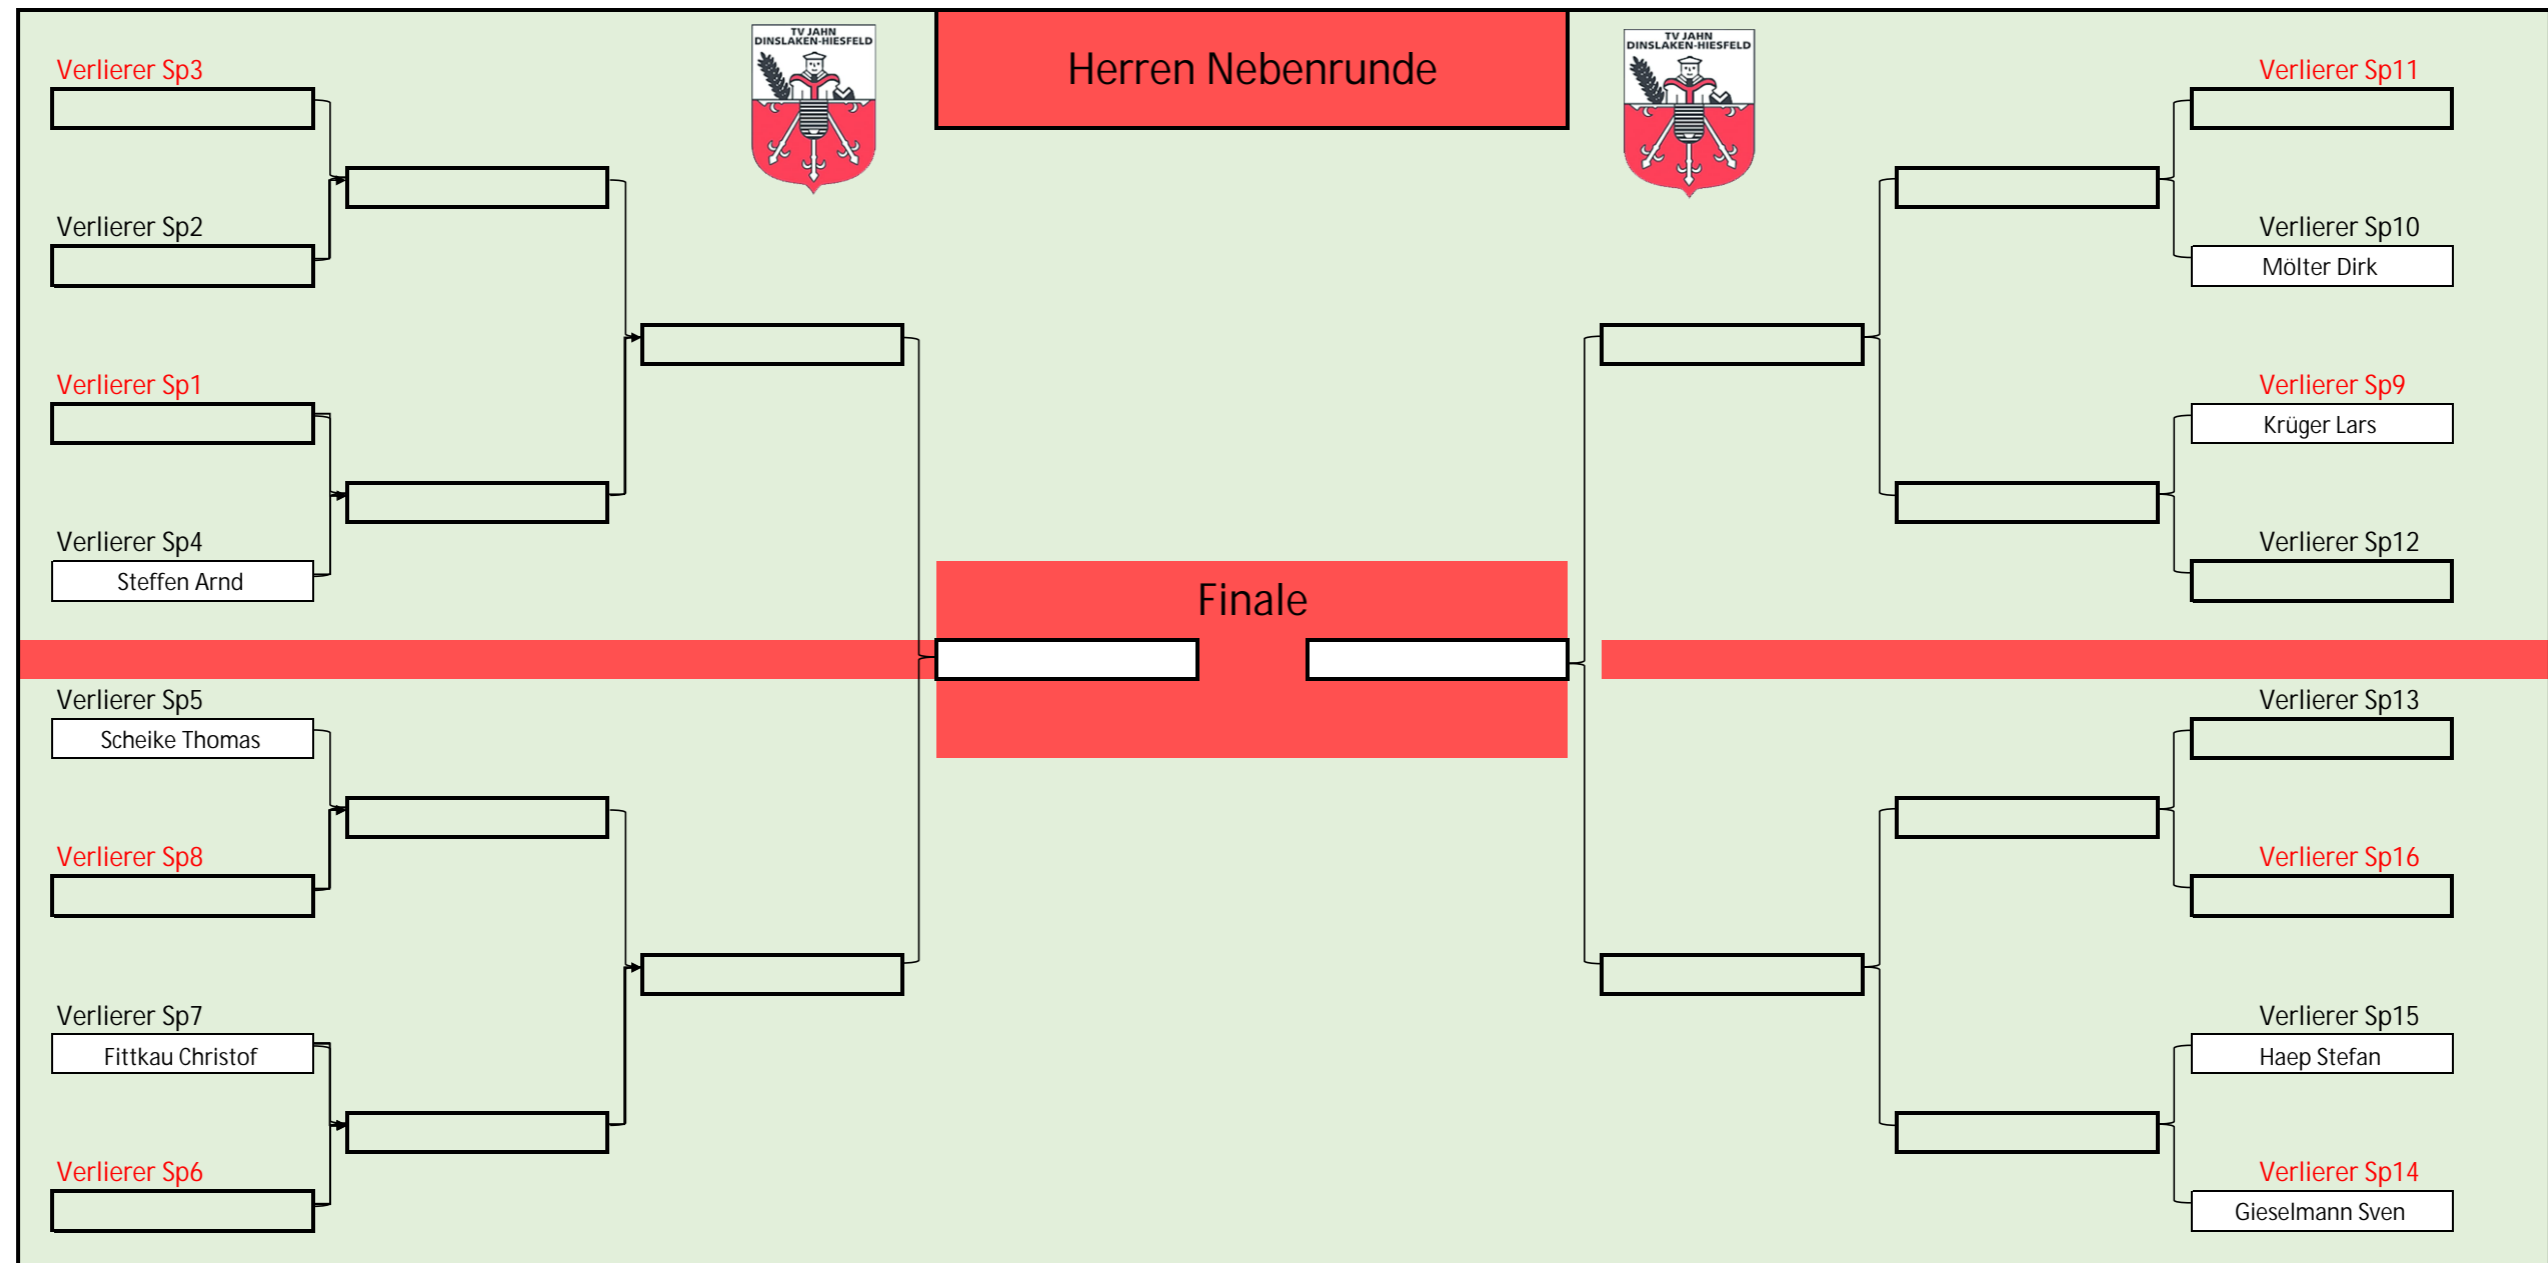 TV JAHN
DINSLAKEN-HIESFELD
Herren Nebenrunde
TV JAHN
DINSLAKEN-HIESFELD
Verlierer Sp3
Verlierer Sp11
Verlierer Sp2
Verlierer Sp10
Mölter Dirk
Verlierer Sp1
Verlierer Sp9
Krüger Lars
Verlierer Sp4
Steffen Arnd
Verlierer Sp12
Finale
Verlierer Sp5
Scheike Thomas
Verlierer Sp13
Verlierer Sp8
Verlierer Sp16
Verlierer Sp7
Fittkau Christof
Verlierer Sp15
Haep Stefan
Verlierer Sp6
Verlierer Sp14
Gieselmann Sven